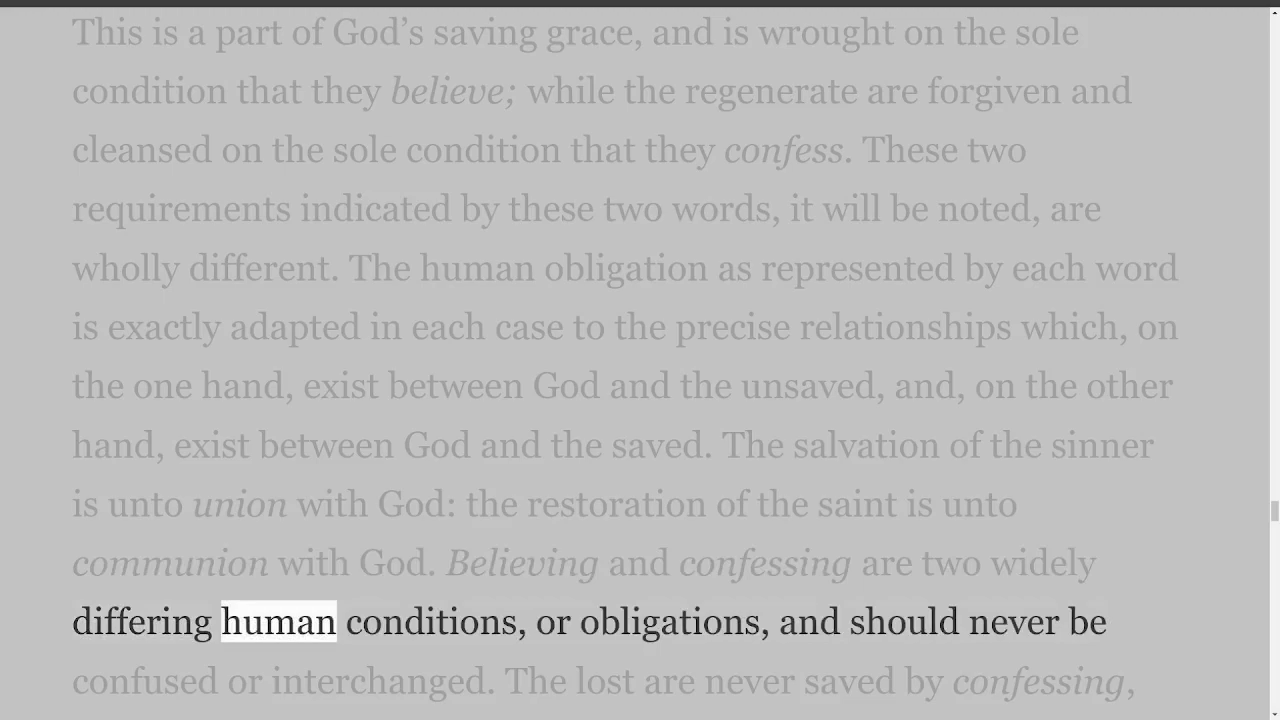 This is a part of God’s saving grace, and is wrought on the sole
condition that they believe; while the regenerate are forgiven and
cleansed on the sole condition that they confess. These two
requirements indicated by these two words, it will be noted, are
wholly different. The human obligation as represented by each word
is exactly adapted in each case to the precise relationships which, on
the one hand, exist between God and the unsaved, and, on the other
hand, exist between God and the saved. The salvation of the sinner
is unto union with God: the restoration of the saint is unto
communion with God. Believing and confessing are two widely
differing human conditions, or obligations, and should never be
confused or interchanged. The lost are never saved by confessing,